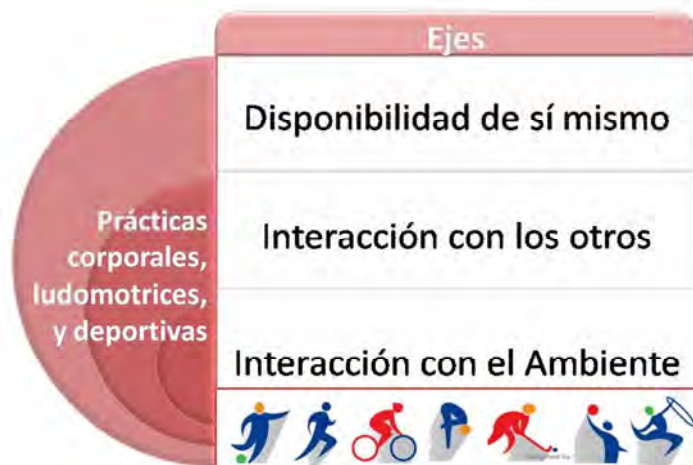 Ejes
Disponibilidad de sí mismo
Prácticas
corporales,
ludomotrices,
y deportivas
Interacción con los otros
Interacción con el Ambiente